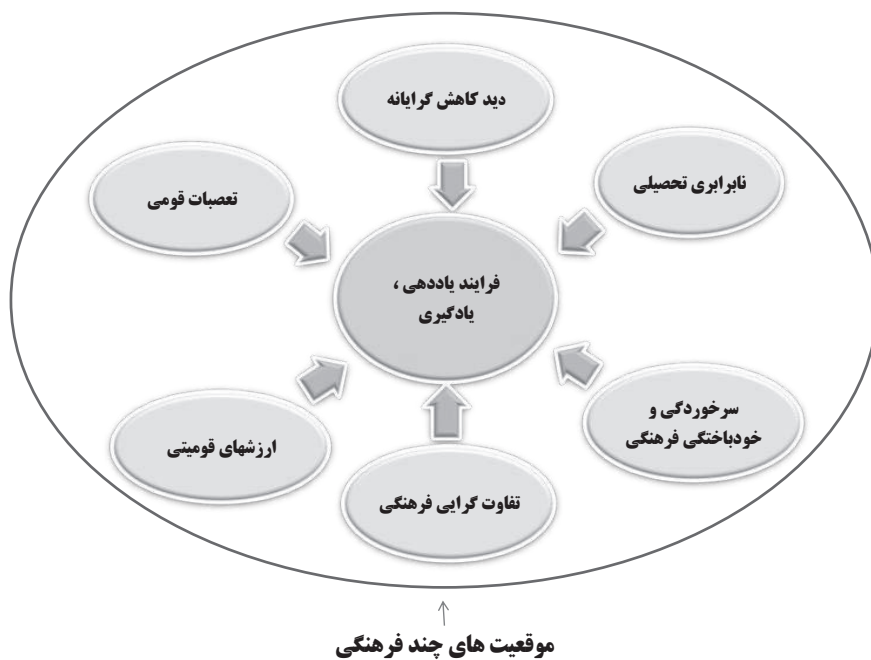 دید کاهش گرایانه
نابرابری تحصیلی
تعصبات قومی
فرایند یاددهی ،
یادگیری
سرخوردگی و
خودباختگی فرهنگی
ارزشهای قومیتی
تفاوت گرایی فرهنگی
موقعیت های چند فرهنگی